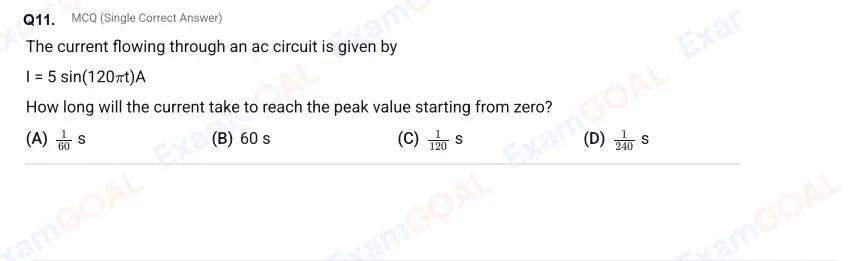 Q11. MCQ (Single Correct Answer)
The current flowing through an ac circuit is given by
I = 5 sin(120πt)A
How long will the current take to reach the peak value starting from zero?
(A) 1/60 s (B) 60 s (C) 1/120 s (D) 1/240 s
ExamGOAL